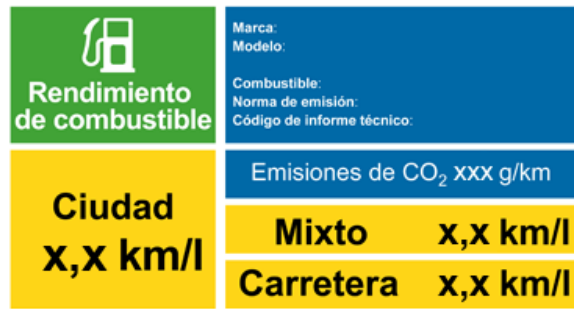 Rendimiento
de combustible
Marca:
Modelo:
Combustible:
Norma de emisión:
Código de informe técnico:
Ciudad
x,x km/l
Emisiones de CO₂ xxx g/km
Mixto x,x km/l
Carretera x,x km/l